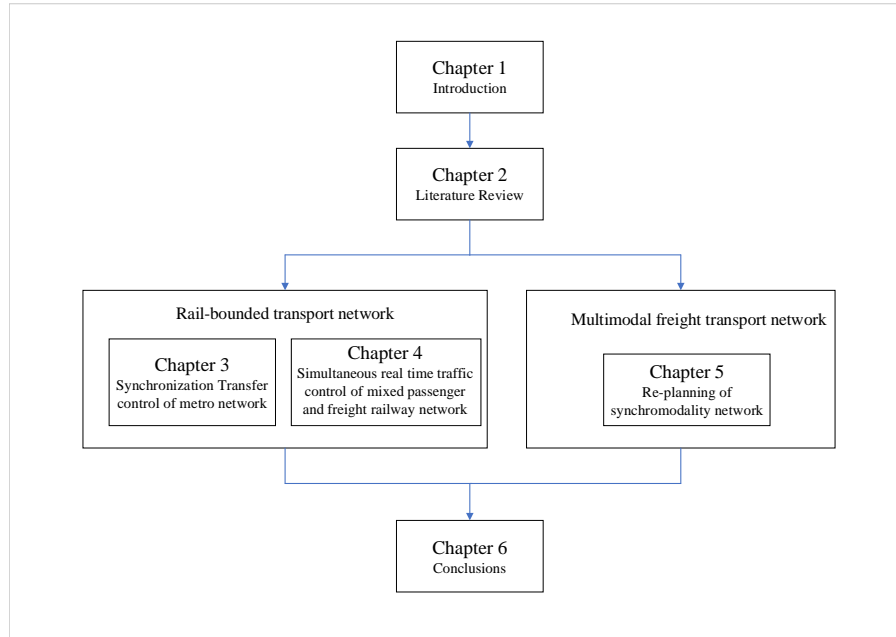 Chapter 1
Introduction
Chapter 2
Literature Review
Rail-bounded transport network
Chapter 3
Synchronization Transfer
control of metro network
Chapter 4
Simultaneous real time traffic
control of mixed passenger
and freight railway network
Multimodal freight transport network
Chapter 5
Re-planning of
synchromodality network
Chapter 6
Conclusions